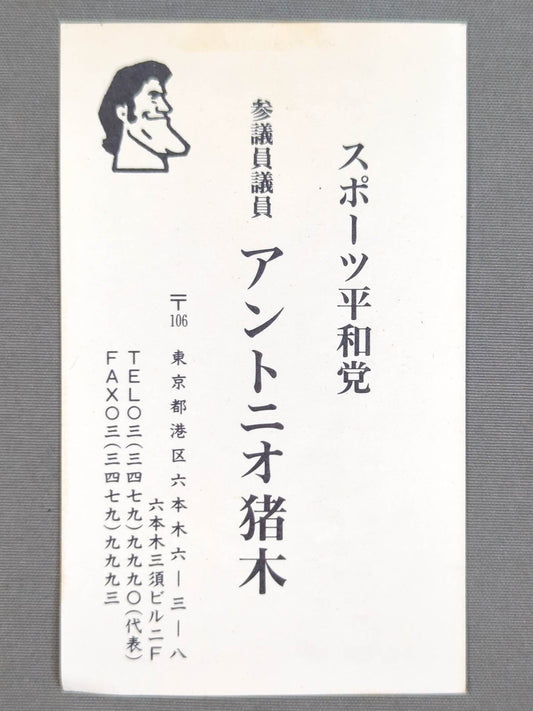 スポーツ平和党
参議員議員 アントニオ猪木
〒106 東京都港区六本木六―三―八
六本木三須ビル二F
TEL〇三(三四七九)九九九〇(代表)
FAX〇三(三四七九)九九九三